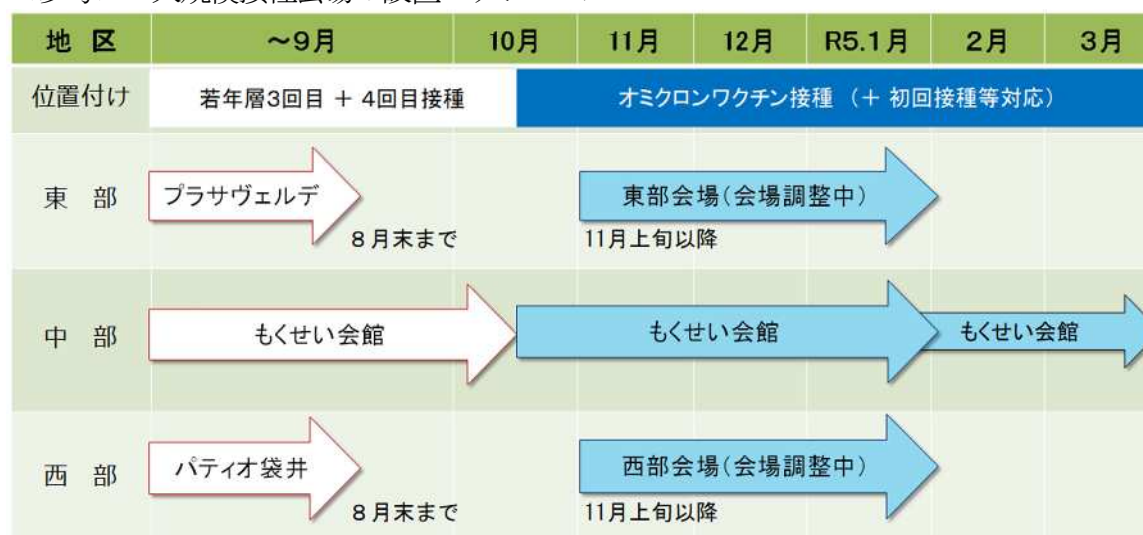 地 区 ～9月 10月 11月 12月 R5.1月 2月 3月
位置付け 若年層3回目 ＋ 4回目接種 オミクロンワクチン接種 （＋ 初回接種等対応）
東 部 プラサヴェルデ 東部会場（会場調整中）
８月末まで 11月上旬以降
中 部 もくせい会館 もくせい会館 もくせい会館
西 部 パティオ袋井 西部会場（会場調整中）
８月末まで 11月上旬以降